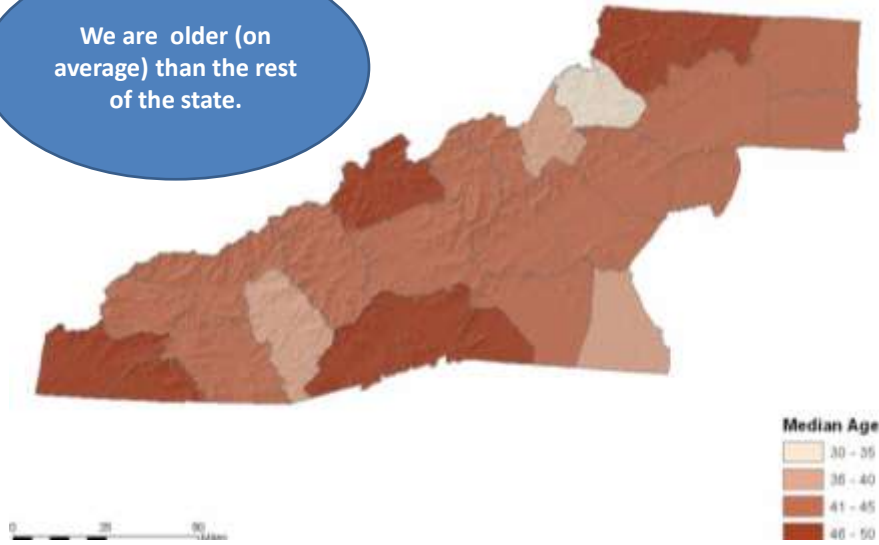 We are older (on
average) than the rest
of the state.
Median Age
30 - 35
36 - 40
41 - 45
46 - 50
0
25
50
Miles